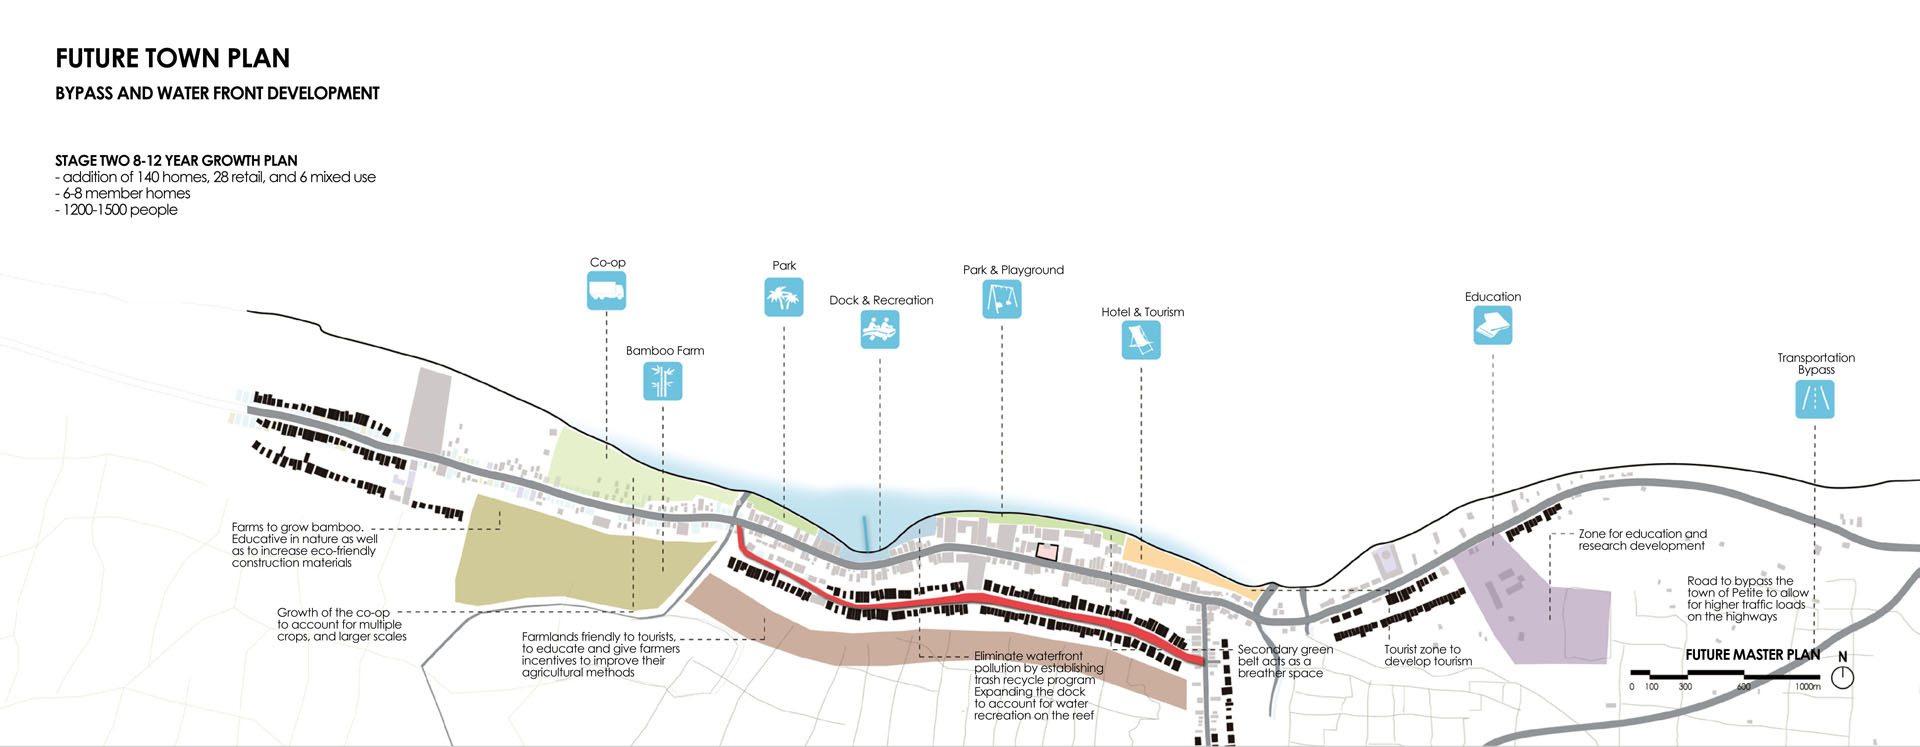 FUTURE TOWN PLAN
BYPASS AND WATER FRONT DEVELOPMENT
STAGE TWO 8-12 YEAR GROWTH PLAN
- addition of 140 homes, 28 retail, and 6 mixed use
- 6-8 member homes
- 1200-1500 people
Co-op
Park
Dock & Recreation
Park & Playground
Hotel & Tourism
Education
Bamboo Farm
Transportation
Bypass
Farms to grow bamboo.
Educative in nature as well
as to increase eco-friendly
construction materials
Growth of the co-op
to account for multiple
crops, and larger scales
Farmlands friendly to tourists,
to educate and give farmers
incentives to improve their
agricultural methods
Eliminate waterfront
pollution by establishing
trash recycle program
Expanding the dock
to account for water
recreation on the reef
Secondary green
belt acts as a
breather space
Tourist zone to
develop tourism
Zone for education and
research development
Road to bypass the
town of Petite to allow
for higher traffic loads
on the highways
FUTURE MASTER PLAN
N
0 100 300 600 1000m